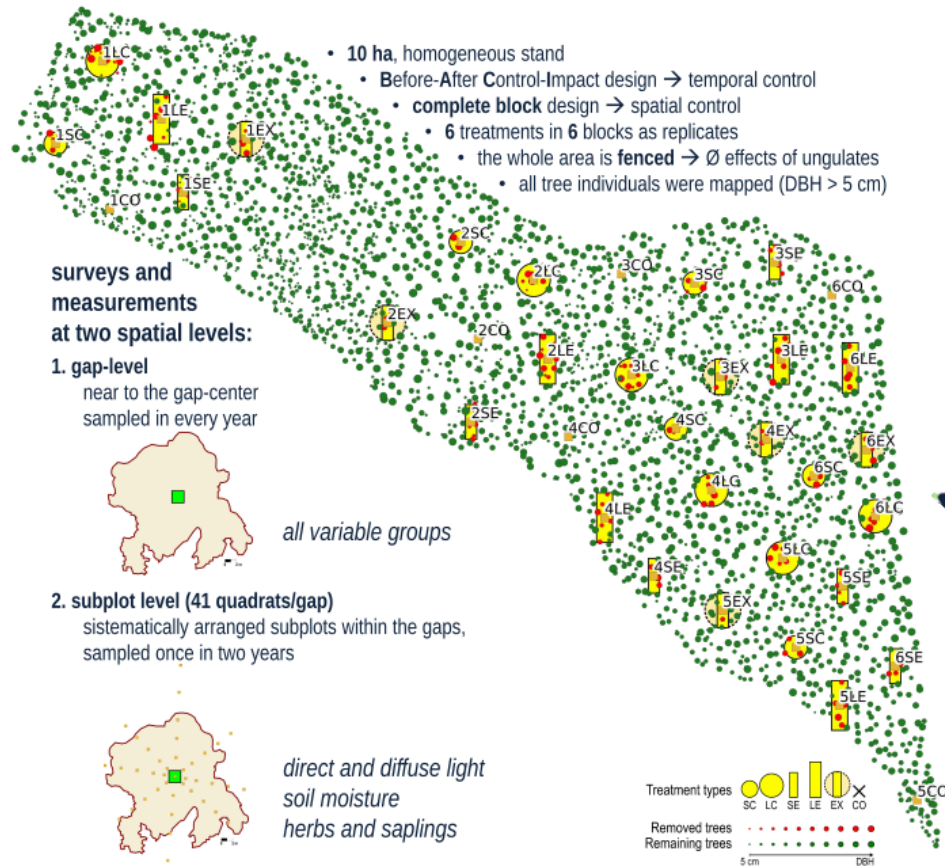 • 10 ha, homogeneous stand
Before-After Control-Impact design → temporal control
• complete block design → spatial control
• 6 treatments in 6 blocks as replicates
• the whole area is fenced → Ø effects of ungulates
• all tree individuals were mapped (DBH > 5 cm)
1LC
1LE
1SC
1EX
1SE
1CO
2SC
2LC
3CO
3SC
3SE
6CO
2EX
2CO
2LE
3LC
3EX
3LE
6LE
2SE
4CO
4SC
4EX
6EX
6SC
4LC
4LE
6LC
5LC
4SE
5SE
5EX
5SC
6SE
5LE
5CO
surveys and
measurements
at two spatial levels:
1. gap-level
near to the gap-center
sampled in every year
all variable groups
2. subplot level (41 quadrats/gap)
sistematically arranged subplots within the gaps,
sampled once in two years
direct and diffuse light
soil moisture
herbs and saplings
Treatment types
SC LC SE LE EX CO
Removed trees
Remaining trees
5 cm DBH